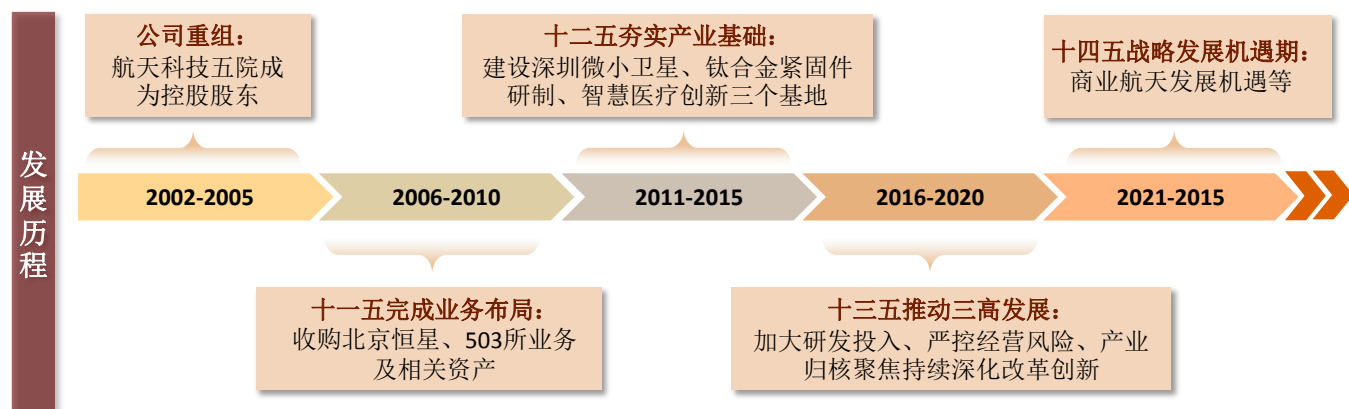 发展历程
公司重组：
航天科技五院成
为控股股东
十二五夯实产业基础：
建设深圳微小卫星、钛合金紧固件
研制、智慧医疗创新三个基地
十四五战略发展机遇期：
商业航天发展机遇等
2002-2005
2006-2010
2011-2015
2016-2020
2021-2015
十一五完成业务布局：
收购北京恒星、503所业务
及相关资产
十三五推动三高发展：
加大研发投入、严控经营风险、产业
归核聚焦持续深化改革创新